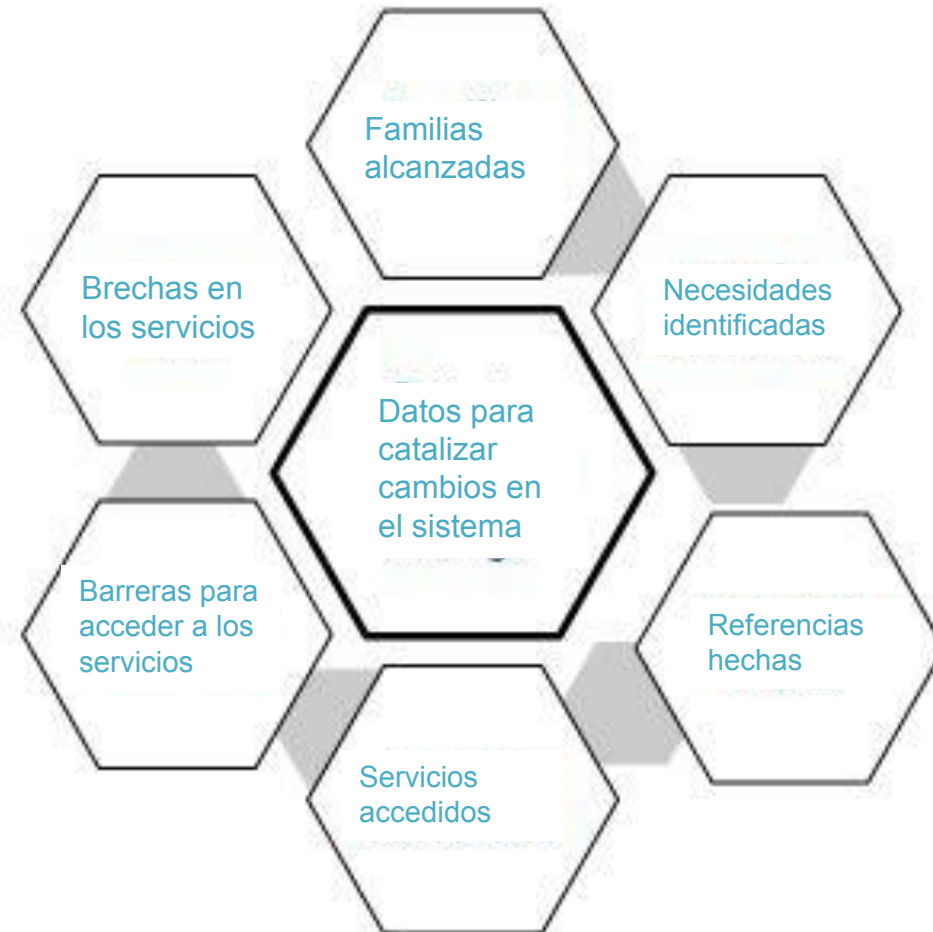 Familias
alcanzadas
Necesidades
identificadas
Referencias
hechas
Servicios
accedidos
Barreras para
acceder a los
servicios
Brechas en
los servicios
Datos para
catalizar
cambios en
el sistema